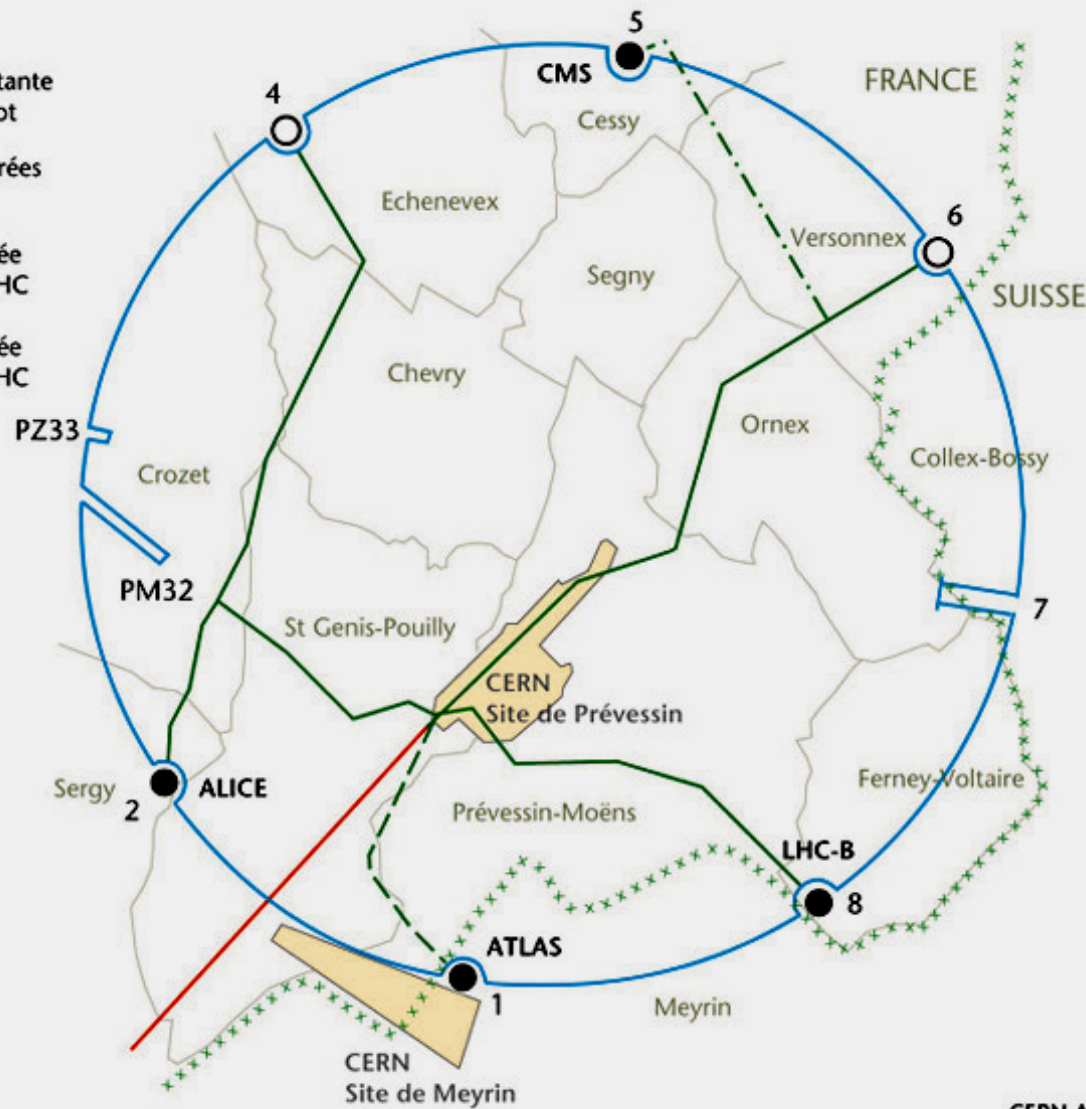 5
tante
ot
CMS
FRANCE
4
Cessy
rées
Echenevex
6
Versonnex
ée
HC
Segny
SUISSE
ée
HC
Chevry
PZ33
Ornex
Crozet
Collex-Bossy
PM32
7
St Genis-Pouilly
CERN
Site de Prévessin
Sergy
2
ALICE
Ferney-Voltaire
Prévessin-Moëns
LHC-B
8
ATLAS
1
Meyrin
CERN
Site de Meyrin
CERN A